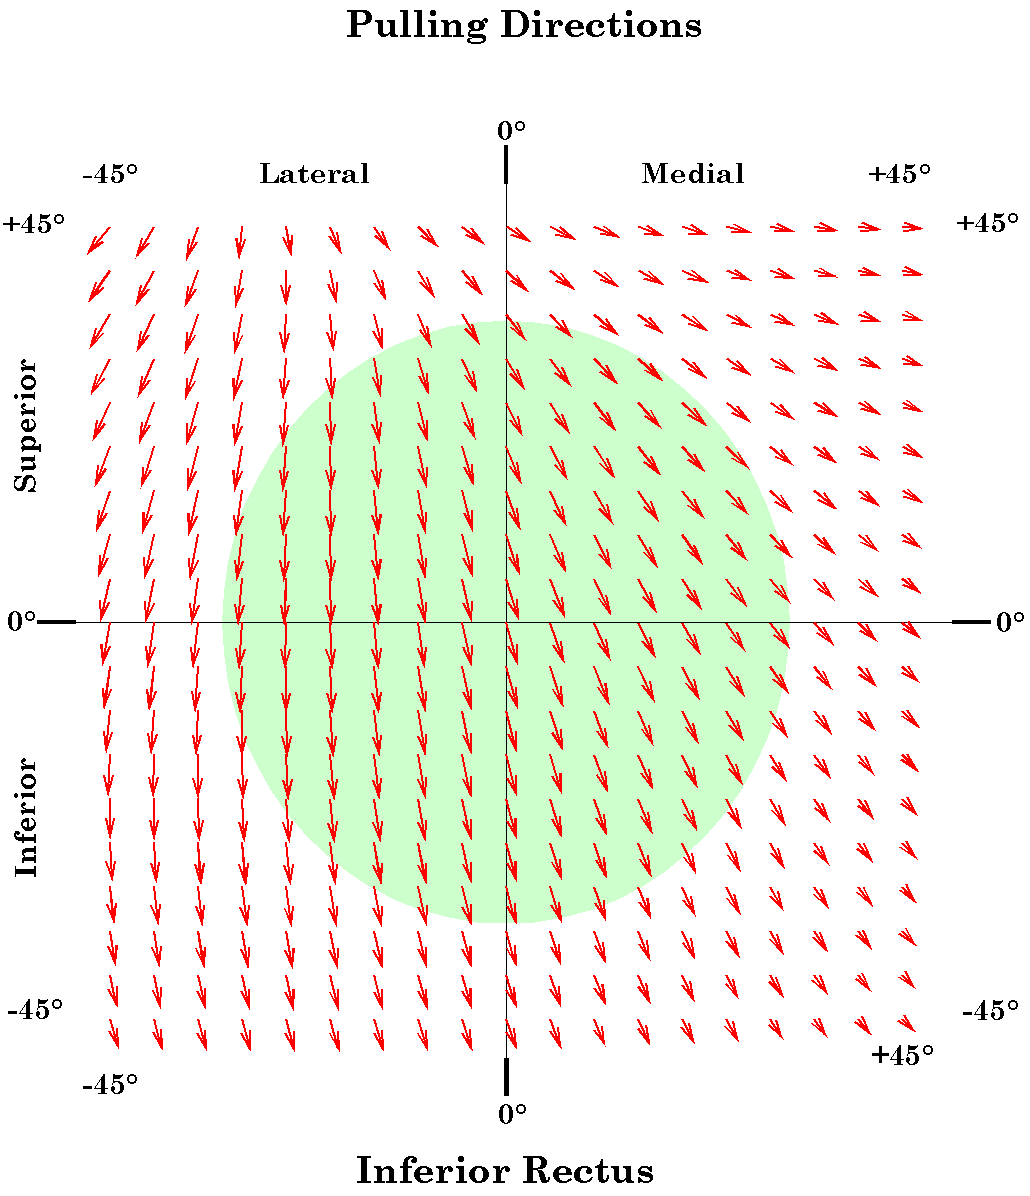 Pulling Directions
0°
-45° Lateral Medial +45°
+45° +45°
Superior
0° 0°
Inferior
-45° -45°
+45°
-45°
0°
Inferior Rectus